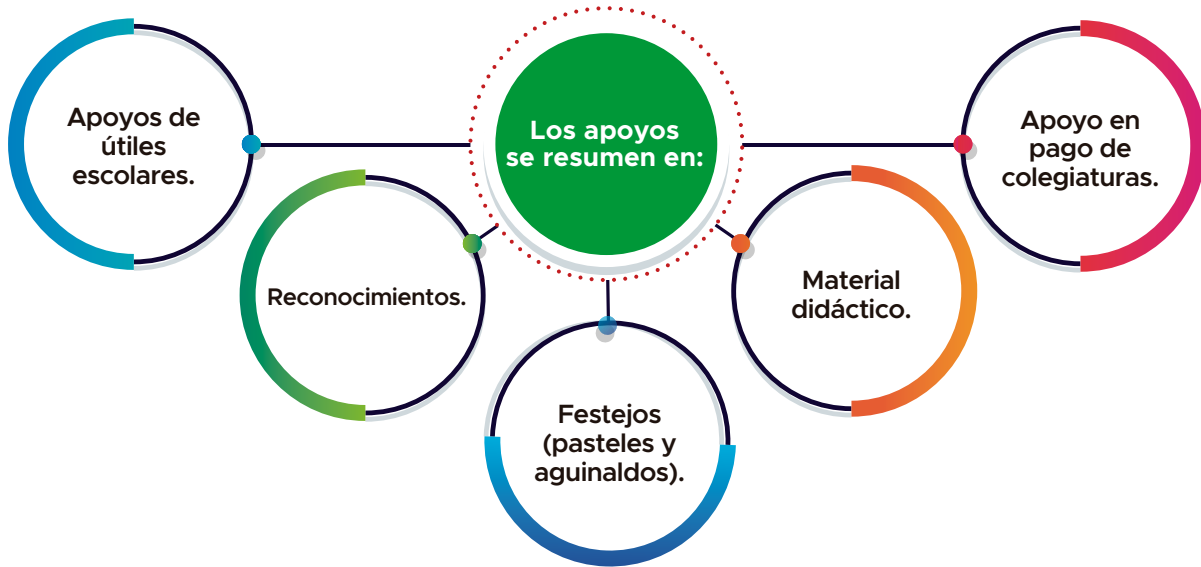 Los apoyos
se resumen en:
Apoyos de
útiles
escolares.
Reconocimientos.
Festejos
(pasteles y
aguinaldos).
Material
didáctico.
Apoyo en
pago de
colegiaturas.